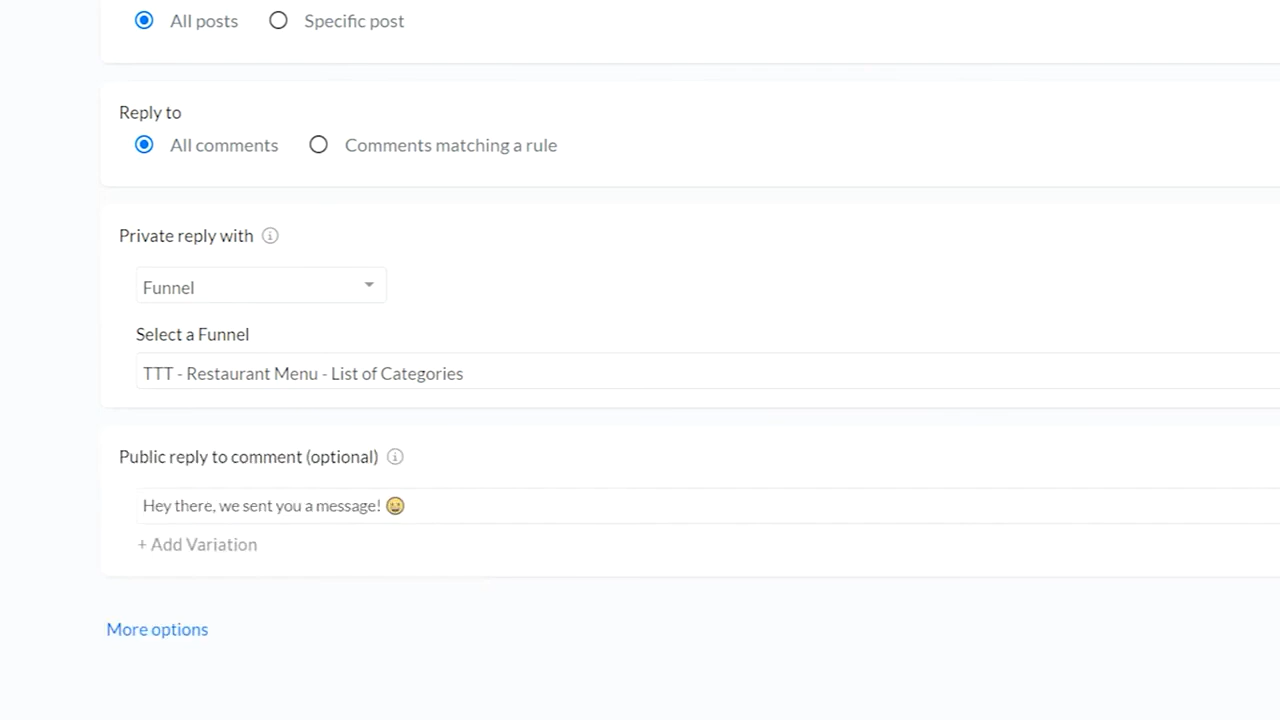 All posts Specific post
Reply to
All comments Comments matching a rule
Private reply with
Funnel
Select a Funnel
TTT - Restaurant Menu - List of Categories
Public reply to comment (optional)
Hey there, we sent you a message! 😀
+ Add Variation
More options